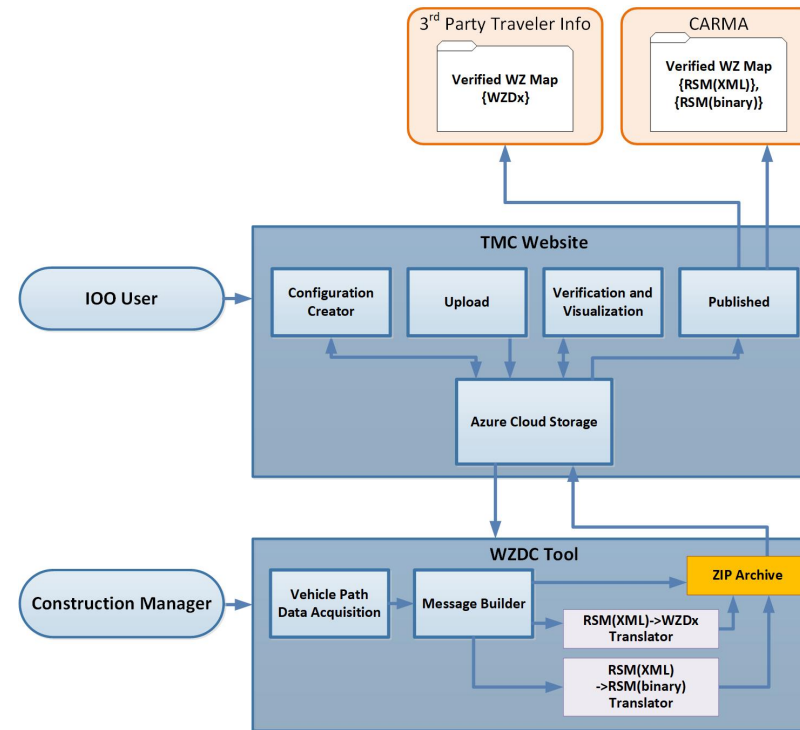 3rd Party Traveler Info
Verified WZ Map
{WZDx}
CARMA
Verified WZ Map
{RSM(XML)},
{RSM(binary)}
TMC Website
IOO User
Configuration
Creator
Upload
Verification and
Visualization
Published
Azure Cloud Storage
WZDC Tool
Construction Manager
Vehicle Path
Data Acquisition
Message Builder
ZIP Archive
RSM(XML)->WZDx
Translator
RSM(XML)
->RSM(binary)
Translator